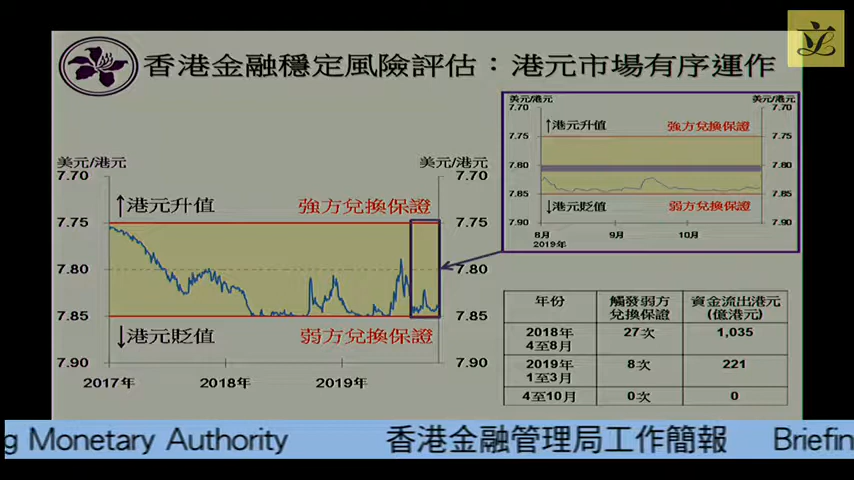 香港金融穩定風險評估：港元市場有序運作
美元/港元
美元/港元
7.70
7.70
↑港元升值
強方兌換保證
7.75
7.75
7.80
7.80
7.85
7.85
↓港元貶值
弱方兌換保證
7.90
7.90
8月
9月
10月
2019年
美元/港元
美元/港元
7.70
7.70
↑港元升值
強方兌換保證
7.75
7.75
7.80
7.80
7.85
7.85
↓港元貶值
弱方兌換保證
7.90
7.90
2017年
2018年
2019年
年份
觸發弱方兌換保證
資金流出港元(億港元)
2018年4至8月
27次
1,035
2019年1至3月
8次
221
4至10月
0次
0
g Monetary Authority
香港金融管理局工作簡報
Briefin